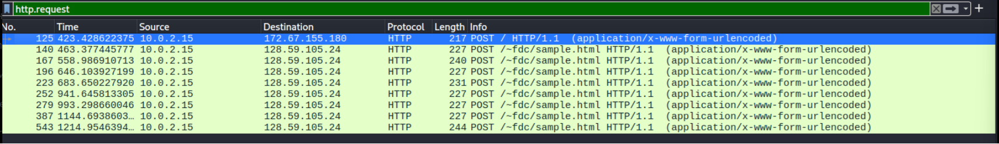 http.request
No. Time Source Destination Protocol Length Info
125 423.428622375 10.0.2.15 172.67.155.180 HTTP 217 POST / HTTP/1.1 (application/x-www-form-urlencoded)
140 463.377445777 10.0.2.15 128.59.105.24 HTTP 227 POST /~fdc/sample.html HTTP/1.1 (application/x-www-form-urlencoded)
167 558.986910713 10.0.2.15 128.59.105.24 HTTP 240 POST /~fdc/sample.html HTTP/1.1 (application/x-www-form-urlencoded)
196 646.103927199 10.0.2.15 128.59.105.24 HTTP 227 POST /~fdc/sample.html HTTP/1.1 (application/x-www-form-urlencoded)
223 683.650227920 10.0.2.15 128.59.105.24 HTTP 231 POST /~fdc/sample.html HTTP/1.1 (application/x-www-form-urlencoded)
252 941.645813305 10.0.2.15 128.59.105.24 HTTP 227 POST /~fdc/sample.html HTTP/1.1 (application/x-www-form-urlencoded)
279 993.298660046 10.0.2.15 128.59.105.24 HTTP 227 POST /~fdc/sample.html HTTP/1.1 (application/x-www-form-urlencoded)
387 1144.6938603… 10.0.2.15 128.59.105.24 HTTP 227 POST /~fdc/sample.html HTTP/1.1 (application/x-www-form-urlencoded)
543 1214.9546394… 10.0.2.15 128.59.105.24 HTTP 244 POST /~fdc/sample.html HTTP/1.1 (application/x-www-form-urlencoded)